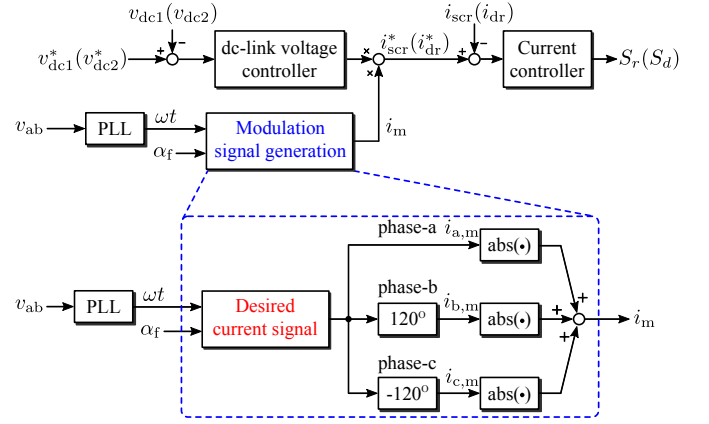 v_dc1(v_dc2)
i_scr(i_dr)
v*_dc1(v*_dc2)
+
-
dc-link voltage
controller
×
×
i*_scr(i*_dr)
+
-
Current
controller
S_r(S_d)
v_ab
PLL
ωt
α_f
Modulation
signal generation
i_m
phase-a
i_a,m
abs(•)
v_ab
PLL
ωt
α_f
Desired
current signal
phase-b
120°
i_b,m
abs(•)
+
+
+
i_m
phase-c
-120°
i_c,m
abs(•)